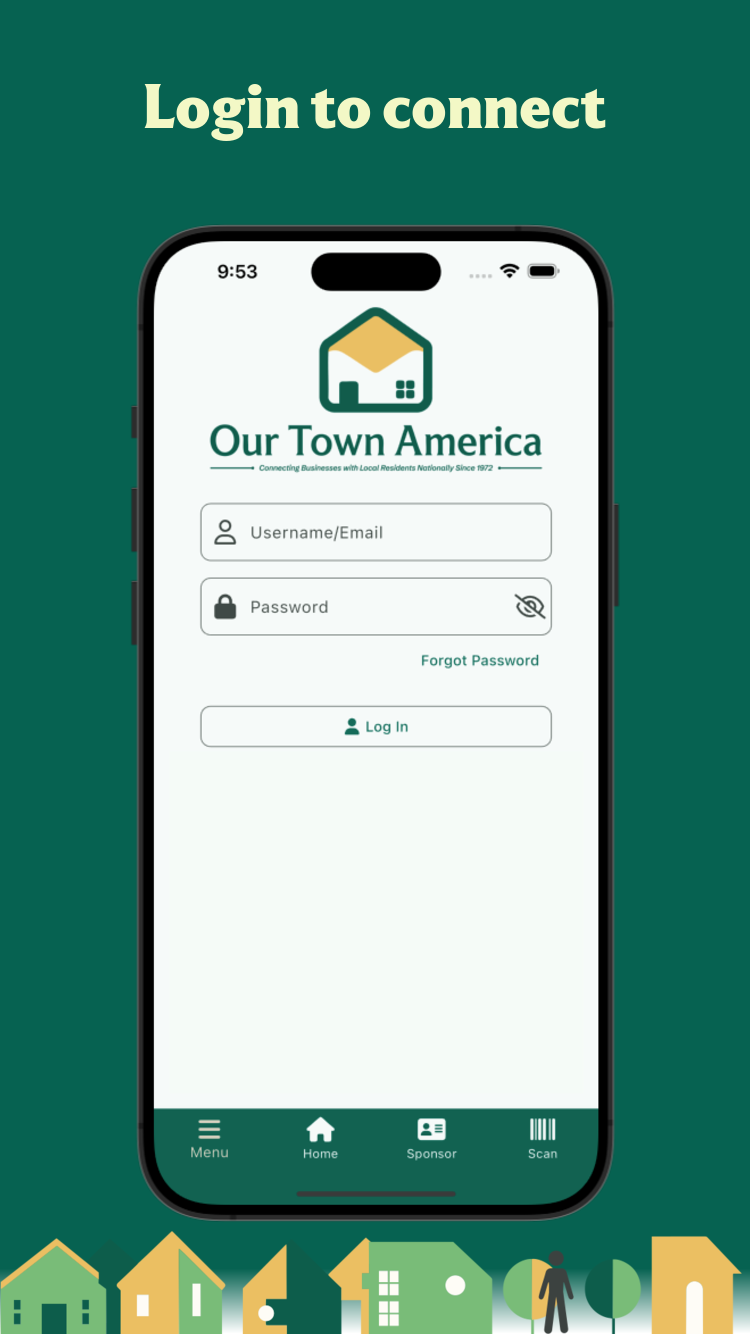 Login to connect
9:53
Our Town America
Connecting Businesses with Local Residents Nationally Since 1972
Username/Email
Password
Forgot Password
Log In
Menu
Home
Sponsor
Scan